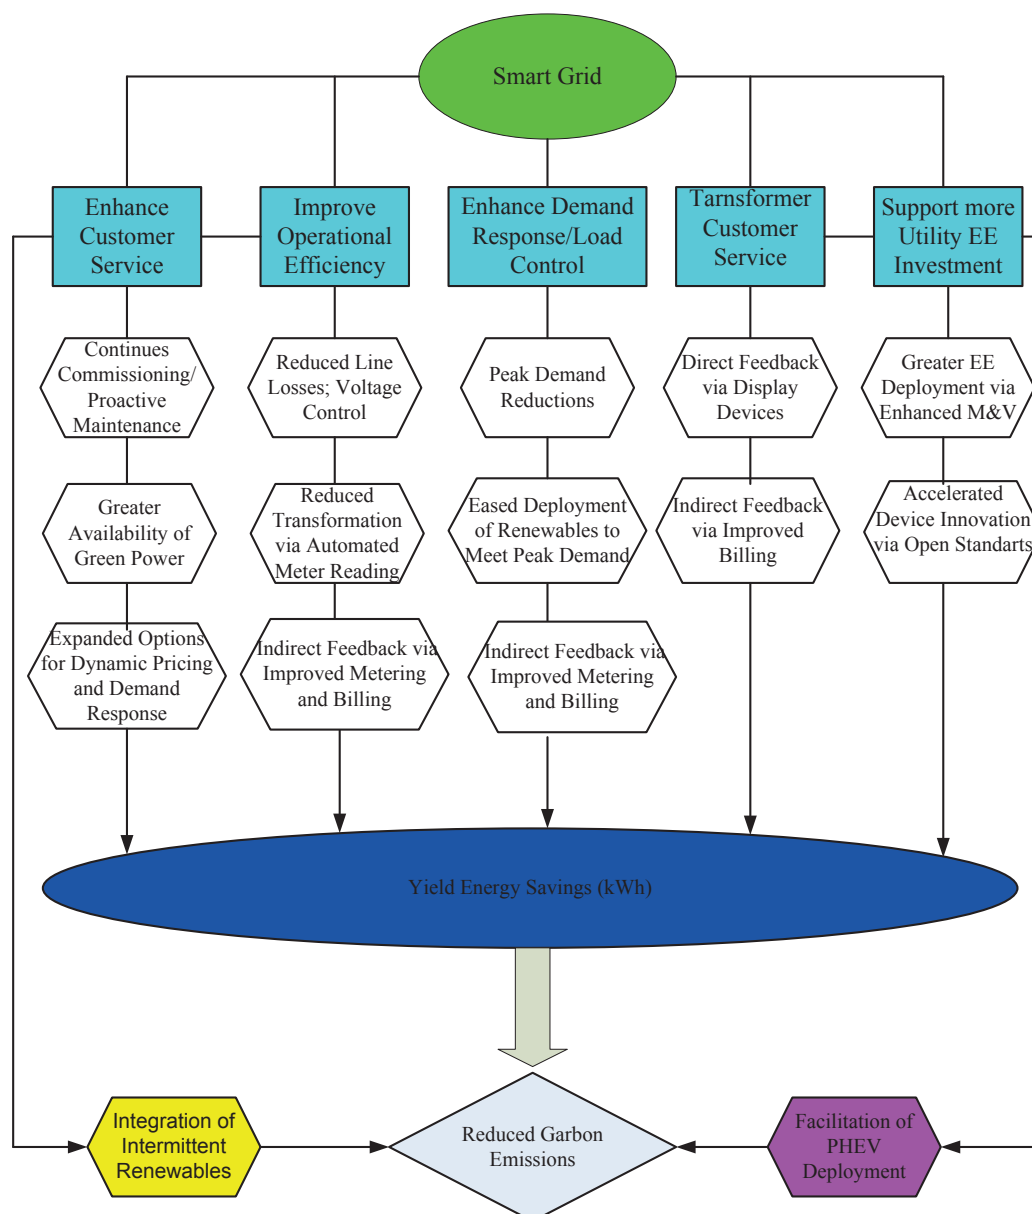 Smart Grid
Enhance
Customer
Service
Improve
Operational
Efficiency
Enhance Demand
Response/Load
Control
Tarnsformer
Customer
Service
Support more
Utility EE
Investment
Continues
Commissioning/
Proactive
Maintenance
Reduced Line
Losses; Voltage
Control
Peak Demand
Reductions
Direct Feedback
via Display
Devices
Greater EE
Deployment via
Enhanced M&V
Greater
Availability of
Green Power
Reduced
Transformation
via Automated
Meter Reading
Eased Deployment
of Renewables to
Meet Peak Demand
Indirect Feedback
via Improved
Billing
Accelerated
Device Innovation
via Open Standarts
Expanded Options
for Dynamic Pricing
and Demand
Response
Indirect Feedback via
Improved Metering
and Billing
Indirect Feedback via
Improved Metering
and Billing
Yield Energy Savings (kWh)
Integration of
Intermittent
Renewables
Reduced Garbon
Emissions
Facilitation of
PHEV
Deployment